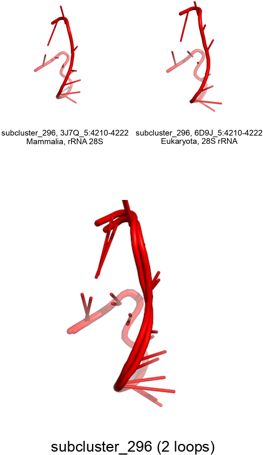 subcluster_296, 3J7Q_5:4210-4222
Mammalia, rRNA 28S
subcluster_296, 6D9J_5:4210-4222
Eukaryota, 28S rRNA
subcluster_296 (2 loops)